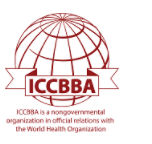 ICCBBA
ICCBBA is a nongovernmental
organization in official relations with
the World Health Organization